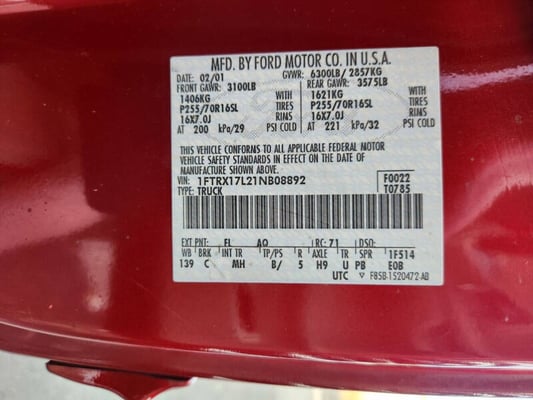 MFD. BY FORD MOTOR CO. IN U.S.A.
DATE: 02/01 GVWR: 6300LB/ 2857KG
FRONT GAWR: 3100LB REAR GAWR: 3575LB
1406KG WITH 1621KG WITH
P255/70R16SL TIRES P255/70R16SL TIRES
16X7.0J RIMS 16X7.0J RIMS
AT 200 kPa/29 PSI COLD AT 221 kPa/32 PSI COLD
THIS VEHICLE CONFORMS TO ALL APPLICABLE FEDERAL MOTOR
VEHICLE SAFETY STANDARDS IN EFFECT ON THE DATE OF
MANUFACTURE SHOWN ABOVE.
VIN: 1FTRX17L21NB08892 F0022
TYPE: TRUCK T0785
EXT PNT: FL AQ RC: 71 DSO:
WB BRK INT TR TP/PS R AXLE TR SPR 1F514
139 C MH B/ 5 H9 U PB EOB
UTC F85B-1520472-AB